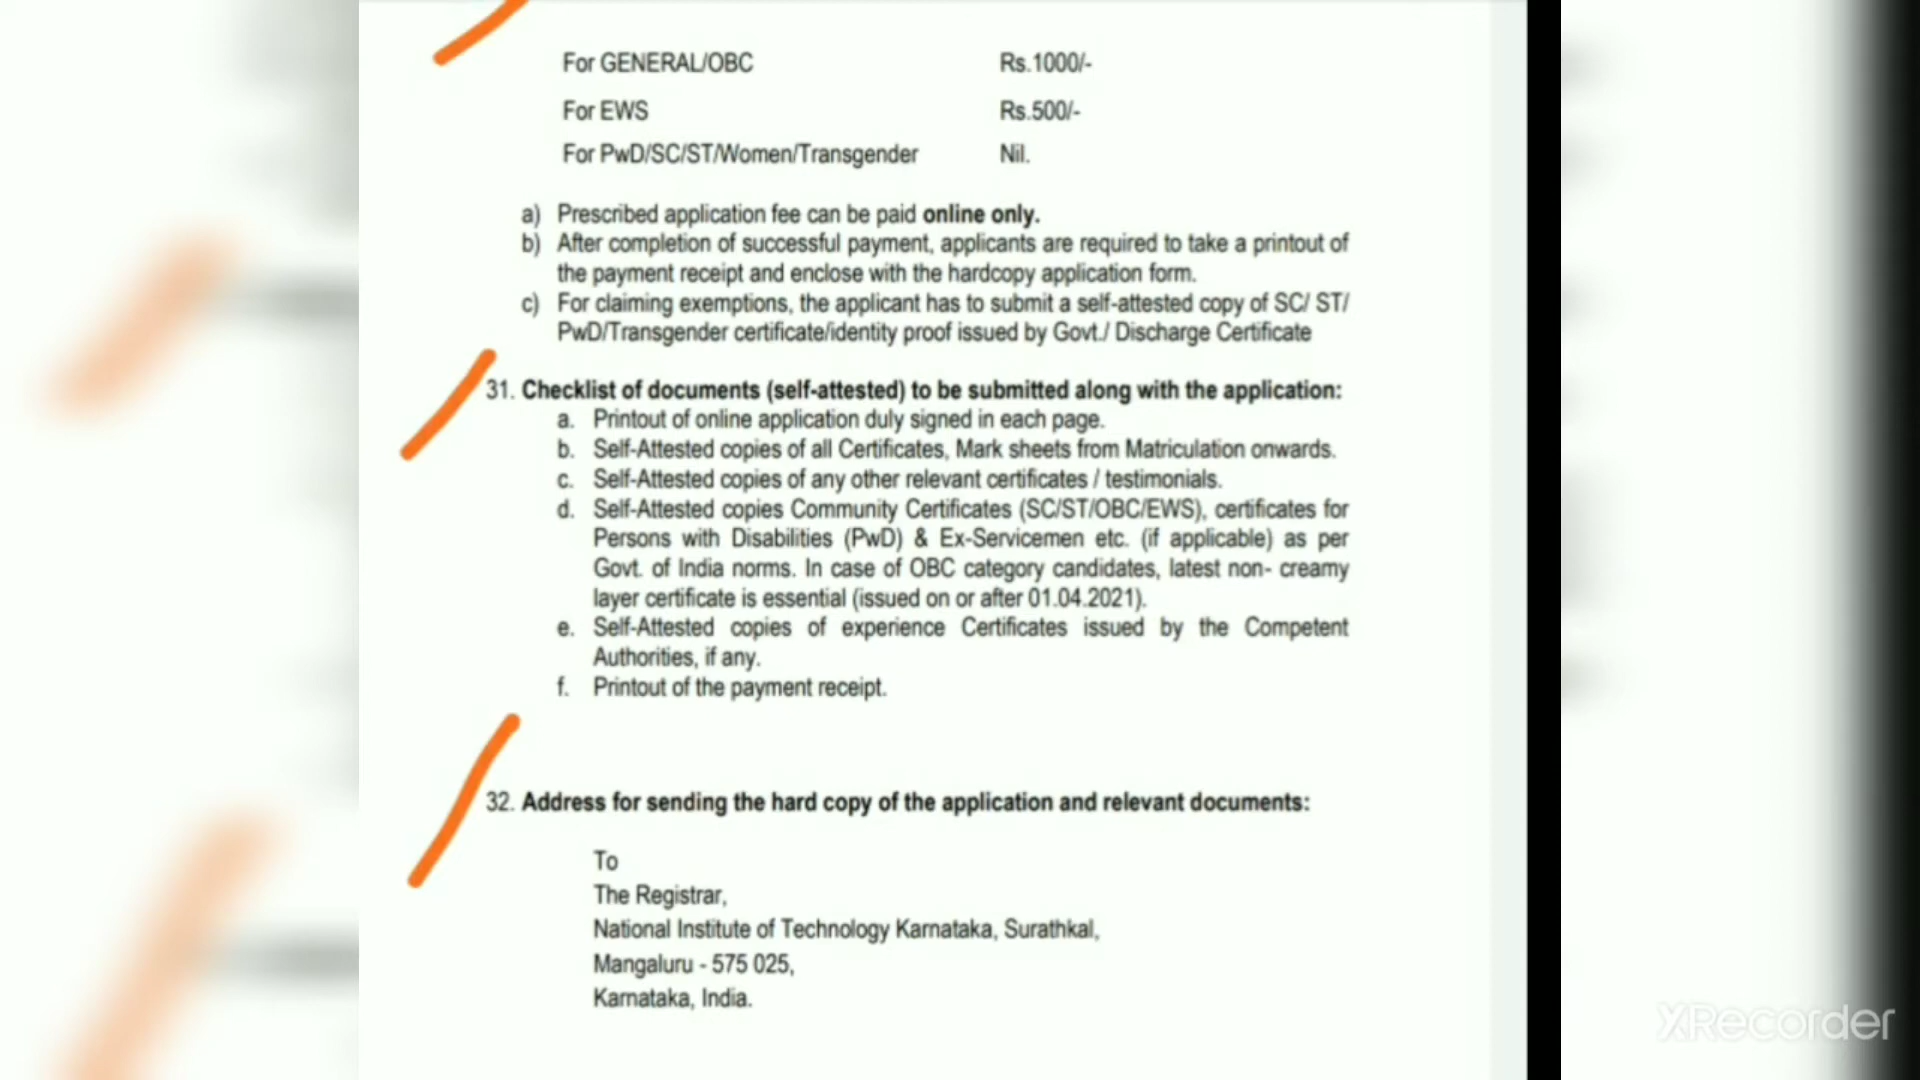 For GENERAL/OBC Rs.1000/-
For EWS Rs.500/-
For PwD/SC/ST/Women/Transgender Nil.
a) Prescribed application fee can be paid online only.
b) After completion of successful payment, applicants are required to take a printout of
the payment receipt and enclose with the hardcopy application form.
c) For claiming exemptions, the applicant has to submit a self-attested copy of SC/ ST/
PwD/Transgender certificate/identity proof issued by Govt./ Discharge Certificate
31. Checklist of documents (self-attested) to be submitted along with the application:
a. Printout of online application duly signed in each page.
b. Self-Attested copies of all Certificates, Mark sheets from Matriculation onwards.
c. Self-Attested copies of any other relevant certificates / testimonials.
d. Self-Attested copies Community Certificates (SC/ST/OBC/EWS), certificates for
Persons with Disabilities (PwD) & Ex-Servicemen etc. (if applicable) as per
Govt. of India norms. In case of OBC category candidates, latest non- creamy
layer certificate is essential (issued on or after 01.04.2021).
e. Self-Attested copies of experience Certificates issued by the Competent
Authorities, if any.
f. Printout of the payment receipt.
32. Address for sending the hard copy of the application and relevant documents:
To
The Registrar,
National Institute of Technology Karnataka, Surathkal,
Mangaluru - 575 025,
Karnataka, India.
XRecorder